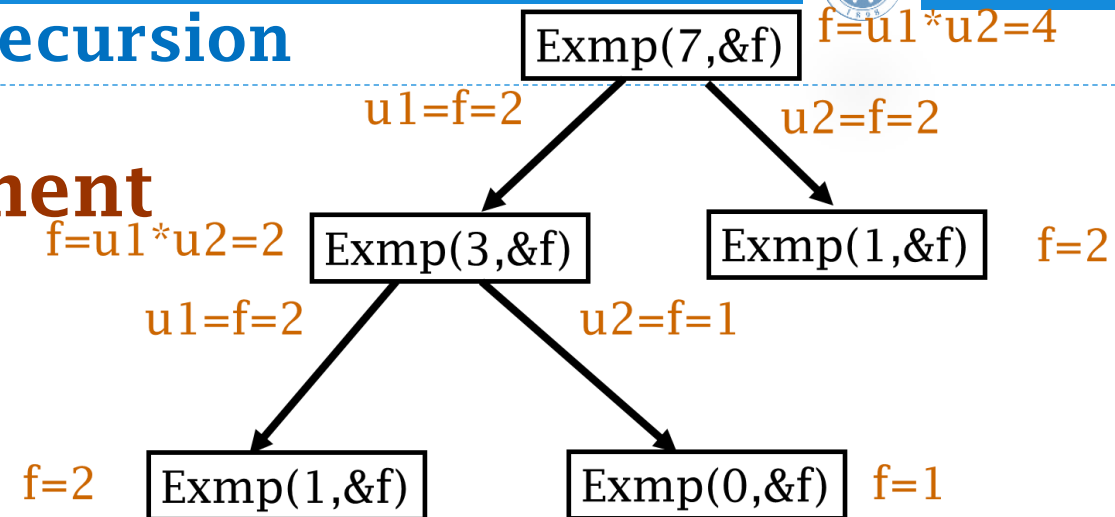 ecursion
Exmp(7,&f)
f=u1*u2=4
u1=f=2
u2=f=2
nent
f=u1*u2=2
Exmp(3,&f)
Exmp(1,&f)
f=2
u1=f=2
u2=f=1
f=2
Exmp(1,&f)
Exmp(0,&f)
f=1